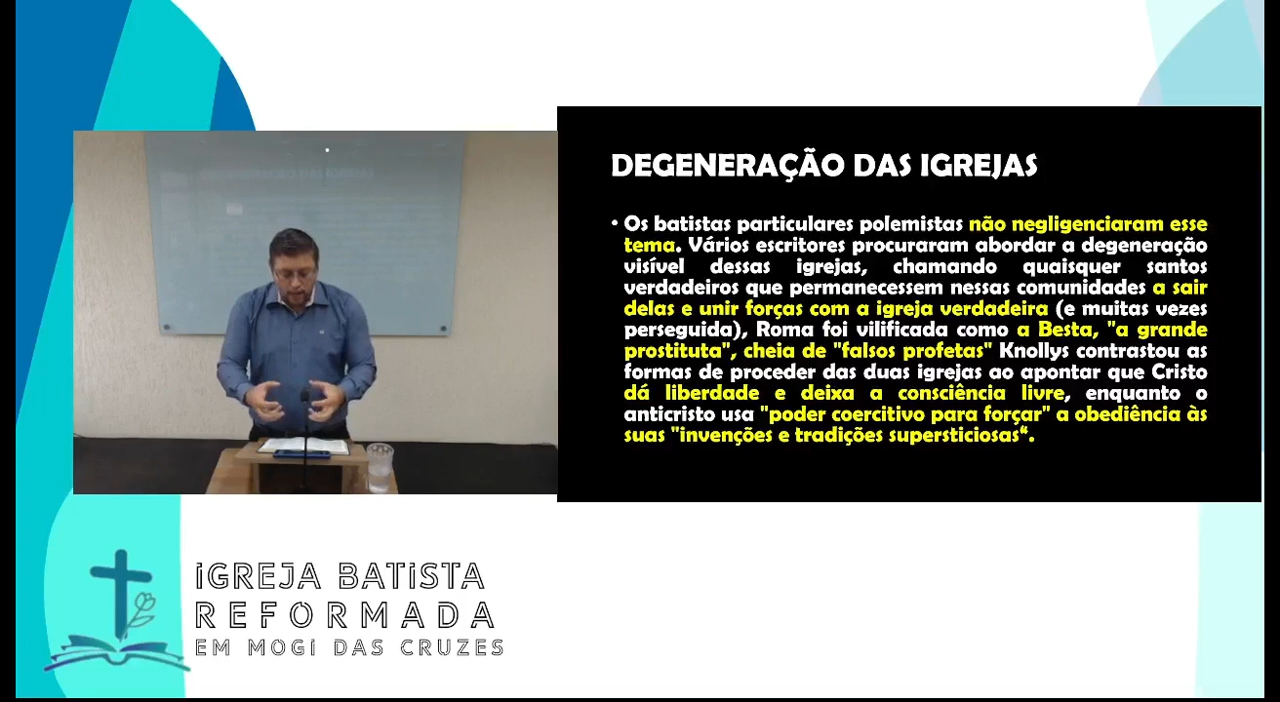 DEGENERAÇÃO DAS IGREJAS
• Os batistas particulares polemistas não negligenciaram esse
tema. Vários escritores procuraram abordar a degeneração
visível dessas igrejas, chamando quaisquer santos
verdadeiros que permanecessem nessas comunidades a sair
delas e unir forças com a igreja verdadeira (e muitas vezes
perseguida), Roma foi vilificada como a Besta, "a grande
prostituta", cheia de "falsos profetas" Knollys contrastou as
formas de proceder das duas igrejas ao apontar que Cristo
dá liberdade e deixa a consciência livre, enquanto o
anticristo usa "poder coercitivo para forçar" a obediência às
suas "invenções e tradições supersticiosas“.
IGREJA BATISTA
REFORMADA
EM MOGI DAS CRUZES